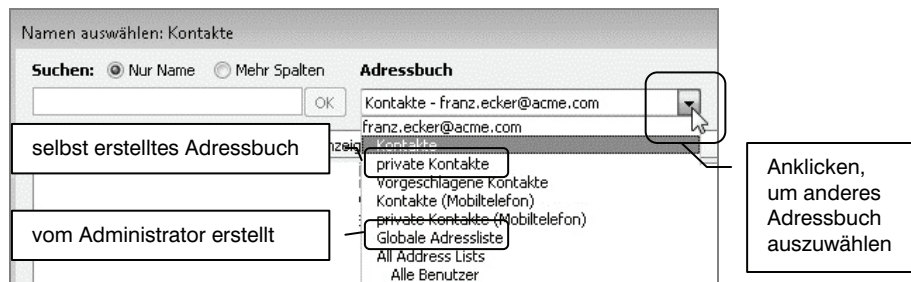 Namen auswählen: Kontakte
Suchen: Nur Name Mehr Spalten Adressbuch
OK Kontakte - franz.ecker@acme.com
franz.ecker@acme.com
selbst erstelltes Adressbuch
Kontakte
private Kontakte
Vorgeschlagene Kontakte
Kontakte (Mobiltelefon)
private Kontakte (Mobiltelefon)
vom Administrator erstellt
Globale Adressliste
All Address Lists
Alle Benutzer
Anklicken,
um anderes
Adressbuch
auszuwählen